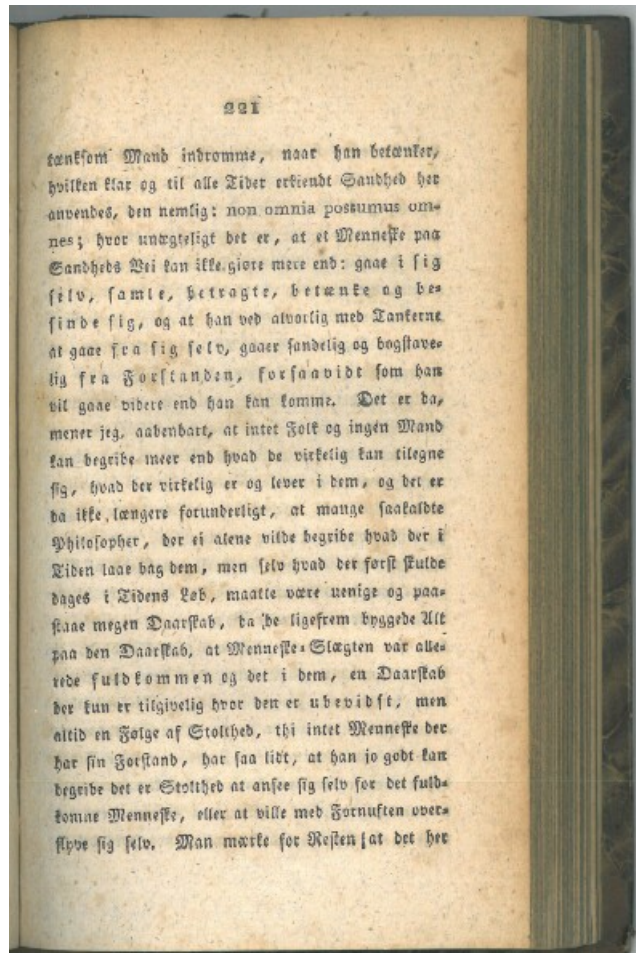 221
tænksom Mand indrømme, naar han betænker,
hvilken klar og til alle Tider erkiendt Sandhed her
anvendes, den nemlig: non omnia possumus om-
nes; hvor unægteligt det er, at et Menneske paa
Sandheds Vei kan ikke giøre mere end: gaae i sig
selv, samle, betragte, betænke og be-
sinde sig, og at han ved alvorlig med Tankerne
at gaae fra sig selv, gaaer sandelig og bogstave-
lig fra Forstanden, forsaavidt som han
vil gaae videre end han kan komme. Det er da,
mener jeg, aabenbart, at intet Folk og ingen Mand
kan begribe meer end hvad de virkelig kan tilegne
sig, hvad der virkelig er og lever i dem, og det er
da ikke længere forunderligt, at mange saakaldte
Philosopher, der ei alene vilde begribe hvad der i
Tiden laae bag dem, men selv hvad der først skulde
dages i Tidens Løb, maatte være uenige og paa-
staae megen Daarskab, da de ligefrem byggede Alt
paa den Daarskab, at Menneske-Slægten var alle-
rede fuldkommen og det i dem, en Daarskab
der kun er tilgivelig hvor den er ubevidst, men
altid en Følge af Stolthed, thi intet Menneske der
har sin Forstand, har saa lidt, at han jo godt kan
begribe det er Stolthed at ansee sig selv for det fuld-
komne Menneske, eller at ville med Fornuften over-
flyve sig selv. Man mærke for Resten at det her